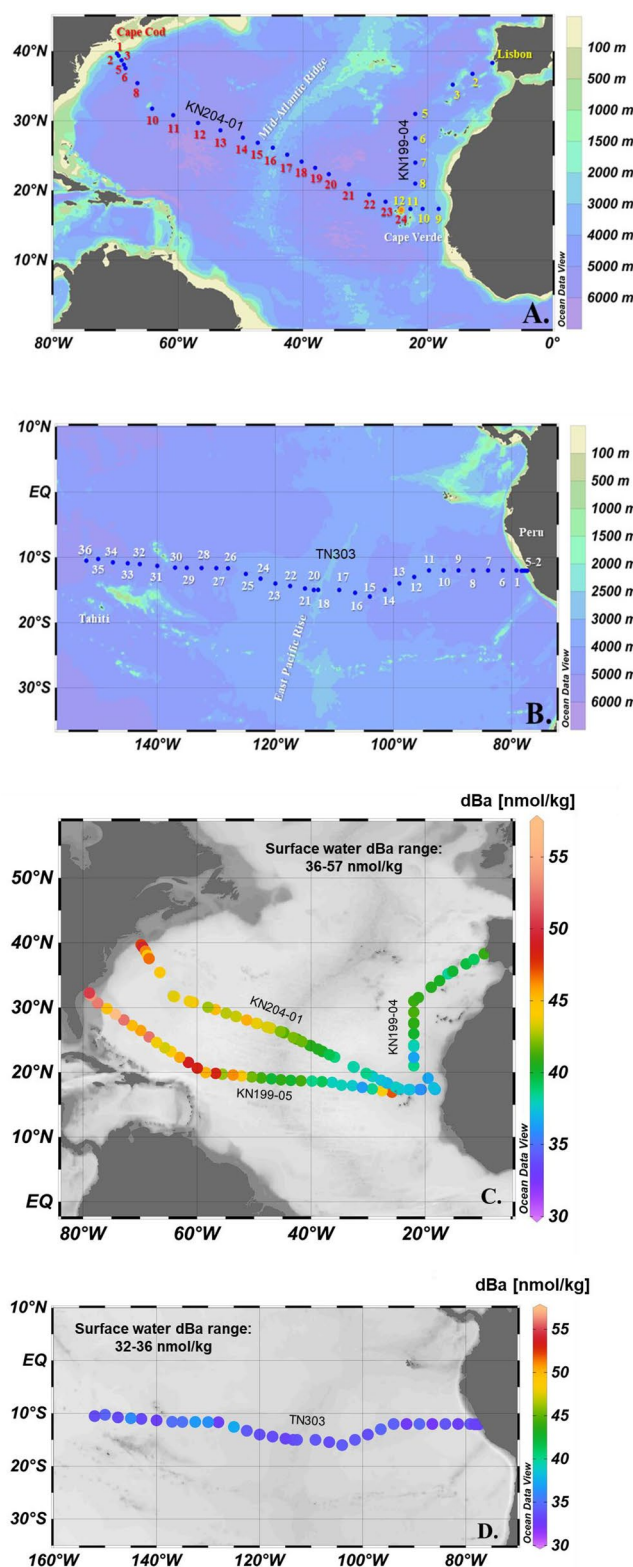 A.
40°N
30°N
20°N
10°N
0°
80°W
60°W
40°W
20°W
0°
Cape Cod
1
2
3
5
6
8
10
11
12
13
14
15
16
17
18
19
20
21
22
23
24
KN204-01
Mid-Atlantic Ridge
Lisbon
2
3
KN199-04
5
6
7
8
12
11
10
9
Cape Verde
Ocean Data View
100 m
500 m
1000 m
1500 m
2000 m
3000 m
4000 m
5000 m
6000 m
B.
10°N
EQ
10°S
20°S
30°S
140°W
120°W
100°W
80°W
TN303
Peru
36
35
34
33
32
31
30
29
28
27
26
25
24
23
22
21
20
18
17
16
15
14
13
12
11
10
9
8
7
6
1
5-2
Tahiti
East Pacific Rise
Ocean Data View
100 m
500 m
1000 m
1500 m
2000 m
3000 m
4000 m
5000 m
6000 m
dBa [nmol/kg]
Surface water dBa range:
36-57 nmol/kg
50°N
40°N
30°N
20°N
10°N
EQ
80°W
60°W
40°W
20°W
KN204-01
KN199-04
KN199-05
C.
Ocean Data View
55
50
45
40
35
30
dBa [nmol/kg]
Surface water dBa range:
32-36 nmol/kg
10°N
EQ
10°S
20°S
30°S
160°W
140°W
120°W
100°W
80°W
TN303
D.
Ocean Data View
55
50
45
40
35
30